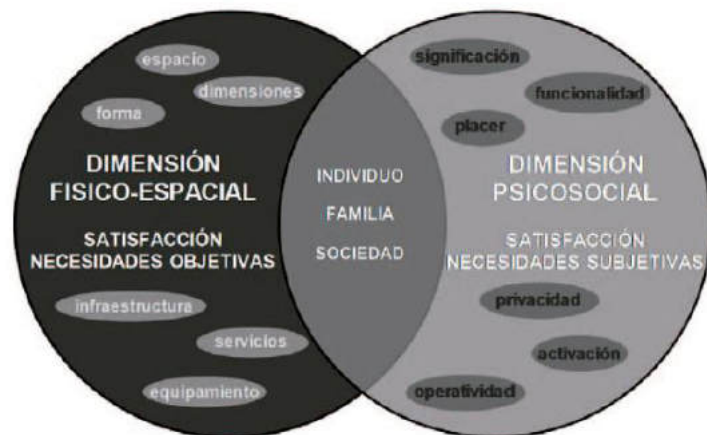 espacio
dimensiones
forma
DIMENSIÓN
FISICO-ESPACIAL
SATISFACCIÓN
NECESIDADES OBJETIVAS
infraestructura
servicios
equipamiento
INDIVIDUO
FAMILIA
SOCIEDAD
significación
funcionalidad
placer
DIMENSIÓN
PSICOSOCIAL
SATISFACCIÓN
NECESIDADES SUBJETIVAS
privacidad
activación
operatividad